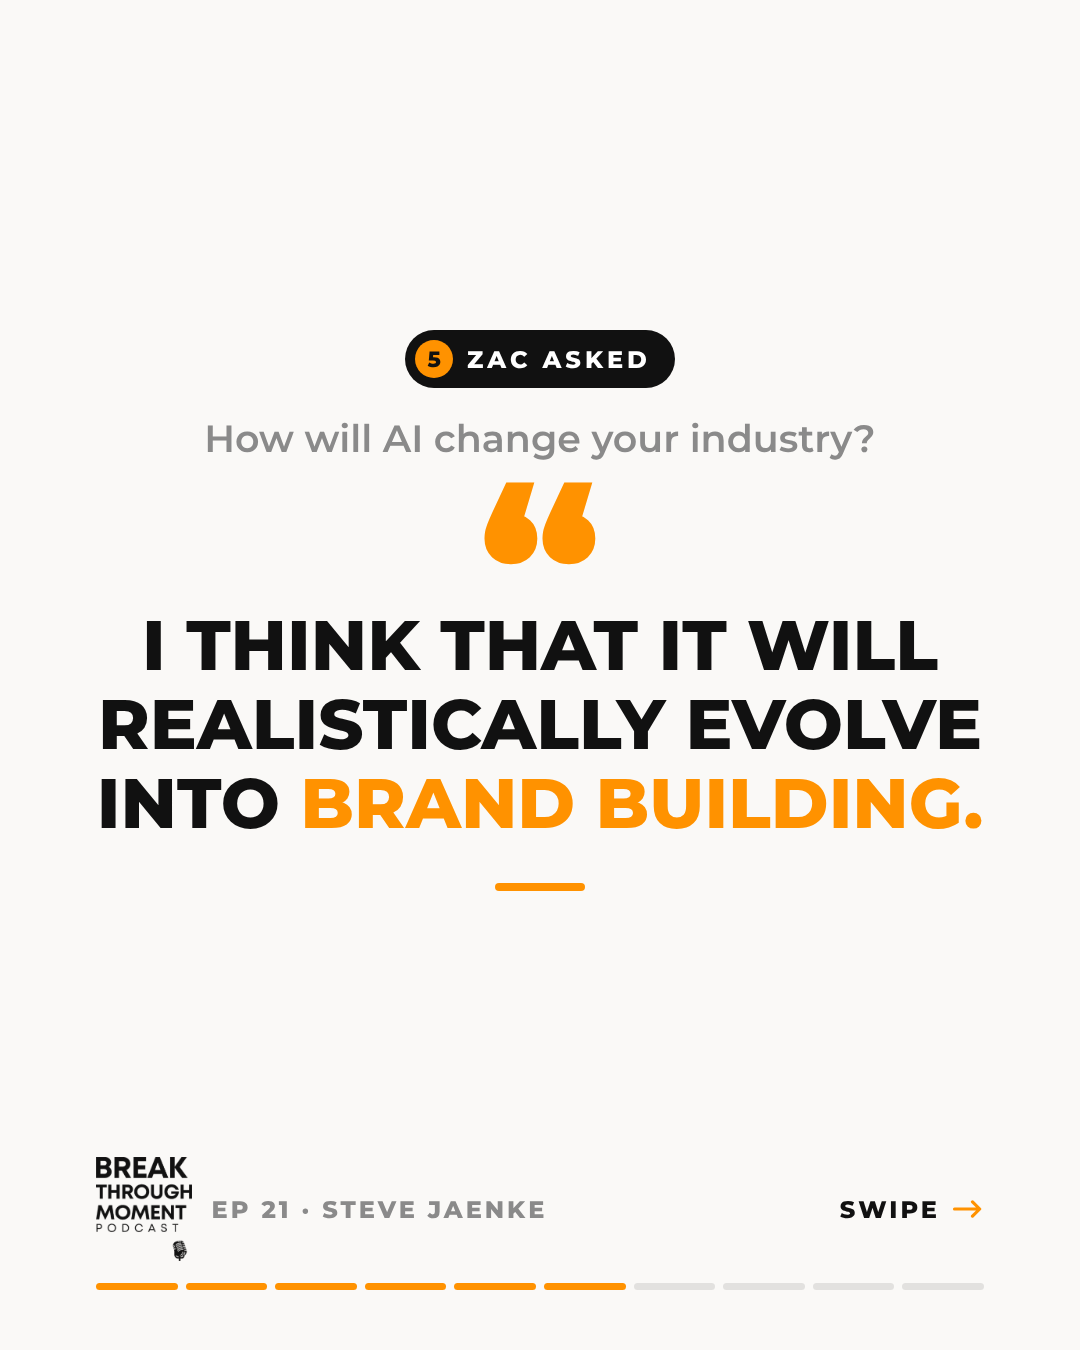 5 ZAC ASKED
How will AI change your industry?
“
I THINK THAT IT WILL
REALISTICALLY EVOLVE
INTO BRAND BUILDING.
BREAK
THROUGH
MOMENT
PODCAST
EP 21 · STEVE JAENKE
SWIPE →